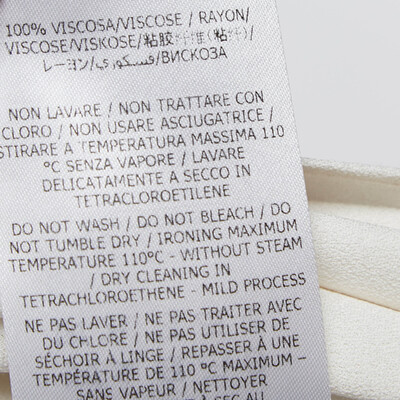 100% VISCOSA/VISCOSE / RAYON/
VISCOSE/VISKOSE/粘胶纤维(粘纤)/
レーヨン/فسكوزي/ВИСКОЗА
NON LAVARE / NON TRATTARE CON
CLORO / NON USARE ASCIUGATRICE /
STIRARE A TEMPERATURA MASSIMA 110
°C SENZA VAPORE / LAVARE
DELICATAMENTE A SECCO IN
TETRACLOROETILENE
DO NOT WASH / DO NOT BLEACH / DO
NOT TUMBLE DRY / IRONING MAXIMUM
TEMPERATURE 110°C - WITHOUT STEAM
/ DRY CLEANING IN
TETRACHLOROETHENE - MILD PROCESS
NE PAS LAVER / NE PAS TRAITER AVEC
DU CHLORE / NE PAS UTILISER DE
SÉCHOIR À LINGE / REPASSER À UNE
TEMPÉRATURE DE 110 °C MAXIMUM –
SANS VAPEUR / NETTOYER